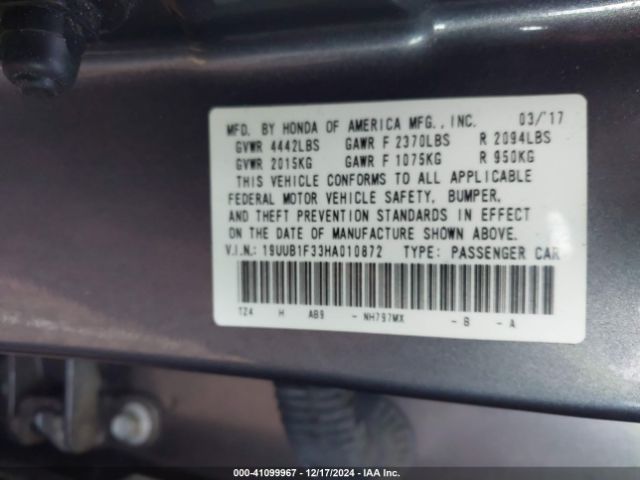 MFD. BY HONDA OF AMERICA MFG., INC. 03/'17
GVWR 4442LBS GAWR F 2370LBS R 2094LBS
GVWR 2015KG GAWR F 1075KG R 950KG
THIS VEHICLE CONFORMS TO ALL APPLICABLE
FEDERAL MOTOR VEHICLE SAFETY, BUMPER,
AND THEFT PREVENTION STANDARDS IN EFFECT
ON THE DATE OF MANUFACTURE SHOWN ABOVE.
V.I.N.: 19UUB1F33HA010872 TYPE: PASSENGER CAR
TZ4 H AB9 - NH797MX - B - A
00-41099967 - 12/17/2024 - IAA Inc.